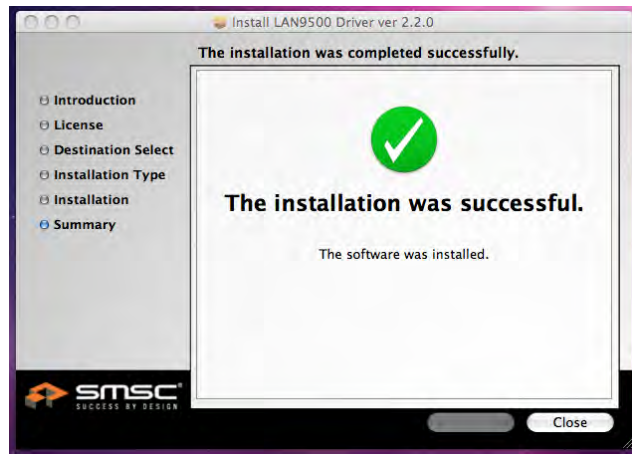 Install LAN9500 Driver ver 2.2.0
The installation was completed successfully.
Introduction
License
Destination Select
Installation Type
Installation
Summary
The installation was successful.
The software was installed.
smsc
SUCCESS BY DESIGN
Close